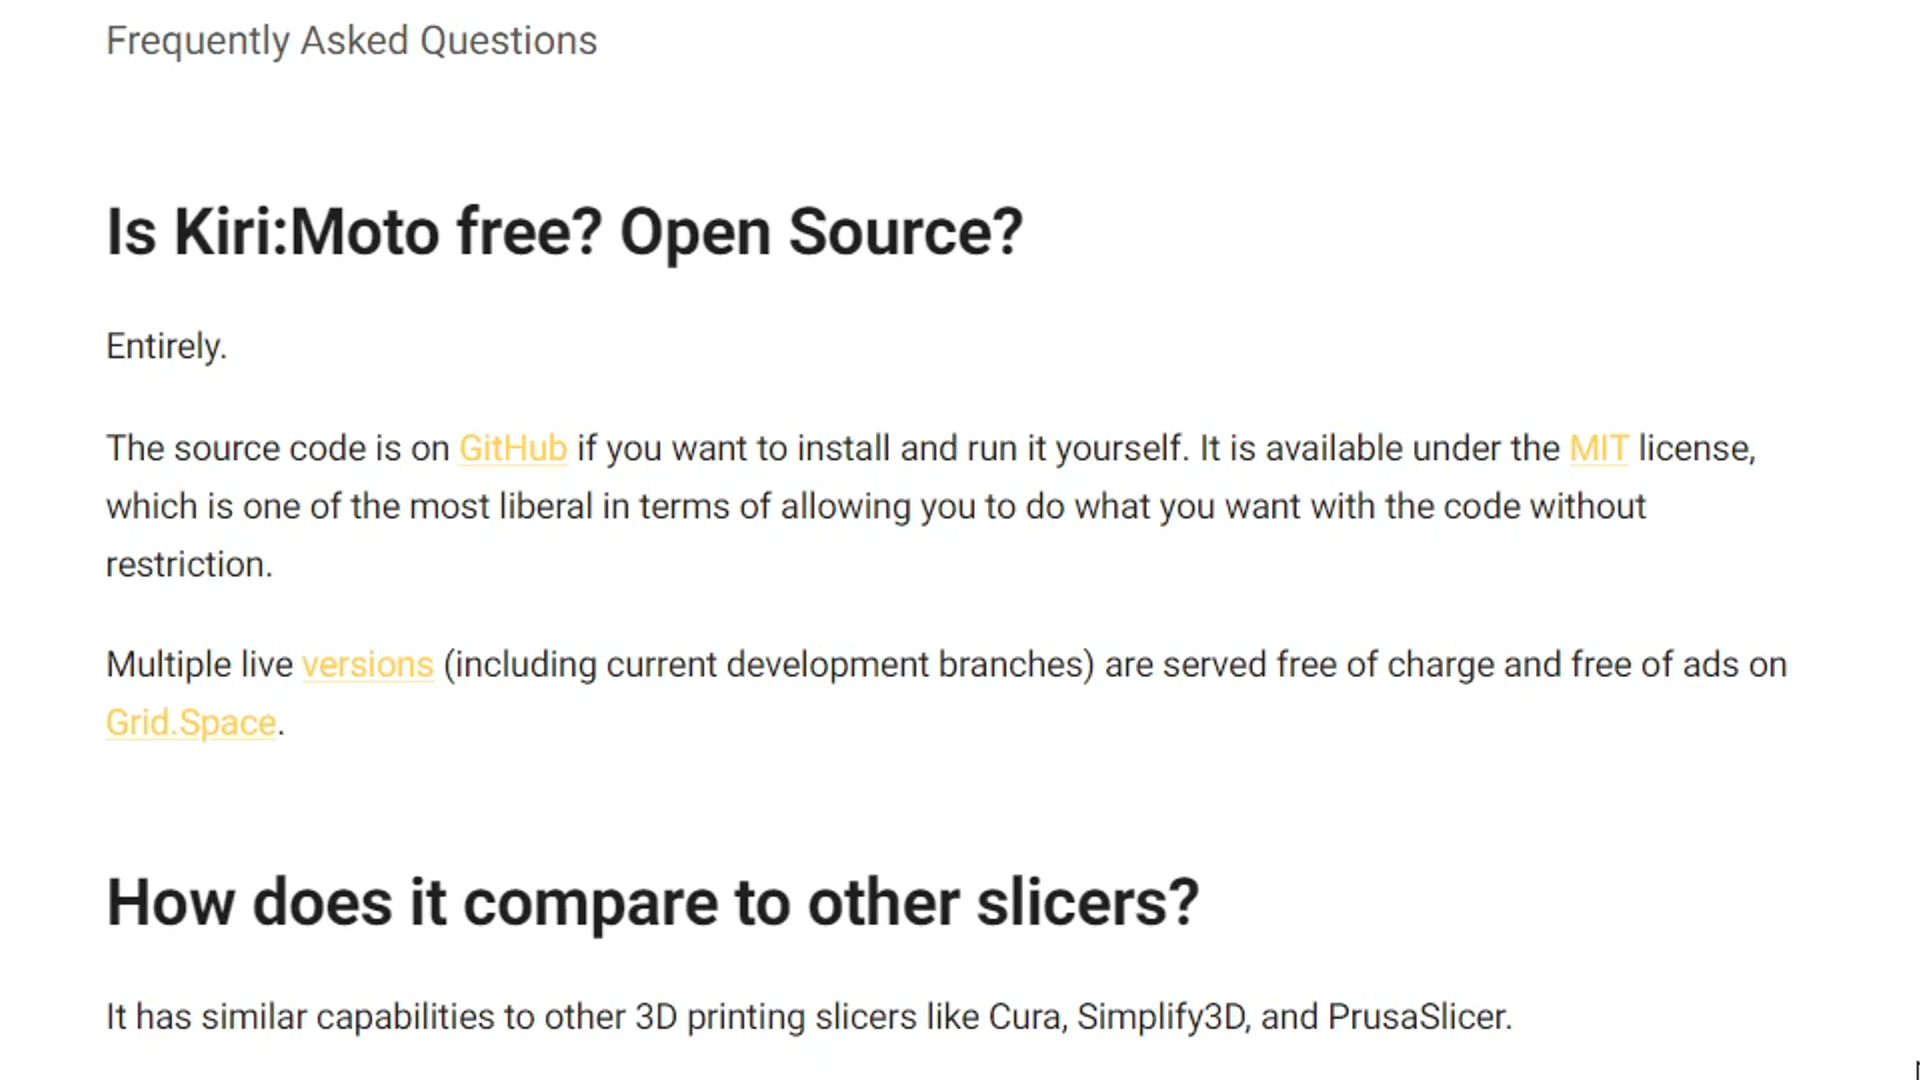 Frequently Asked Questions
Is Kiri:Moto free? Open Source?
Entirely.
The source code is on GitHub if you want to install and run it yourself. It is available under the MIT license,
which is one of the most liberal in terms of allowing you to do what you want with the code without
restriction.
Multiple live versions (including current development branches) are served free of charge and free of ads on
Grid.Space.
How does it compare to other slicers?
It has similar capabilities to other 3D printing slicers like Cura, Simplify3D, and PrusaSlicer.